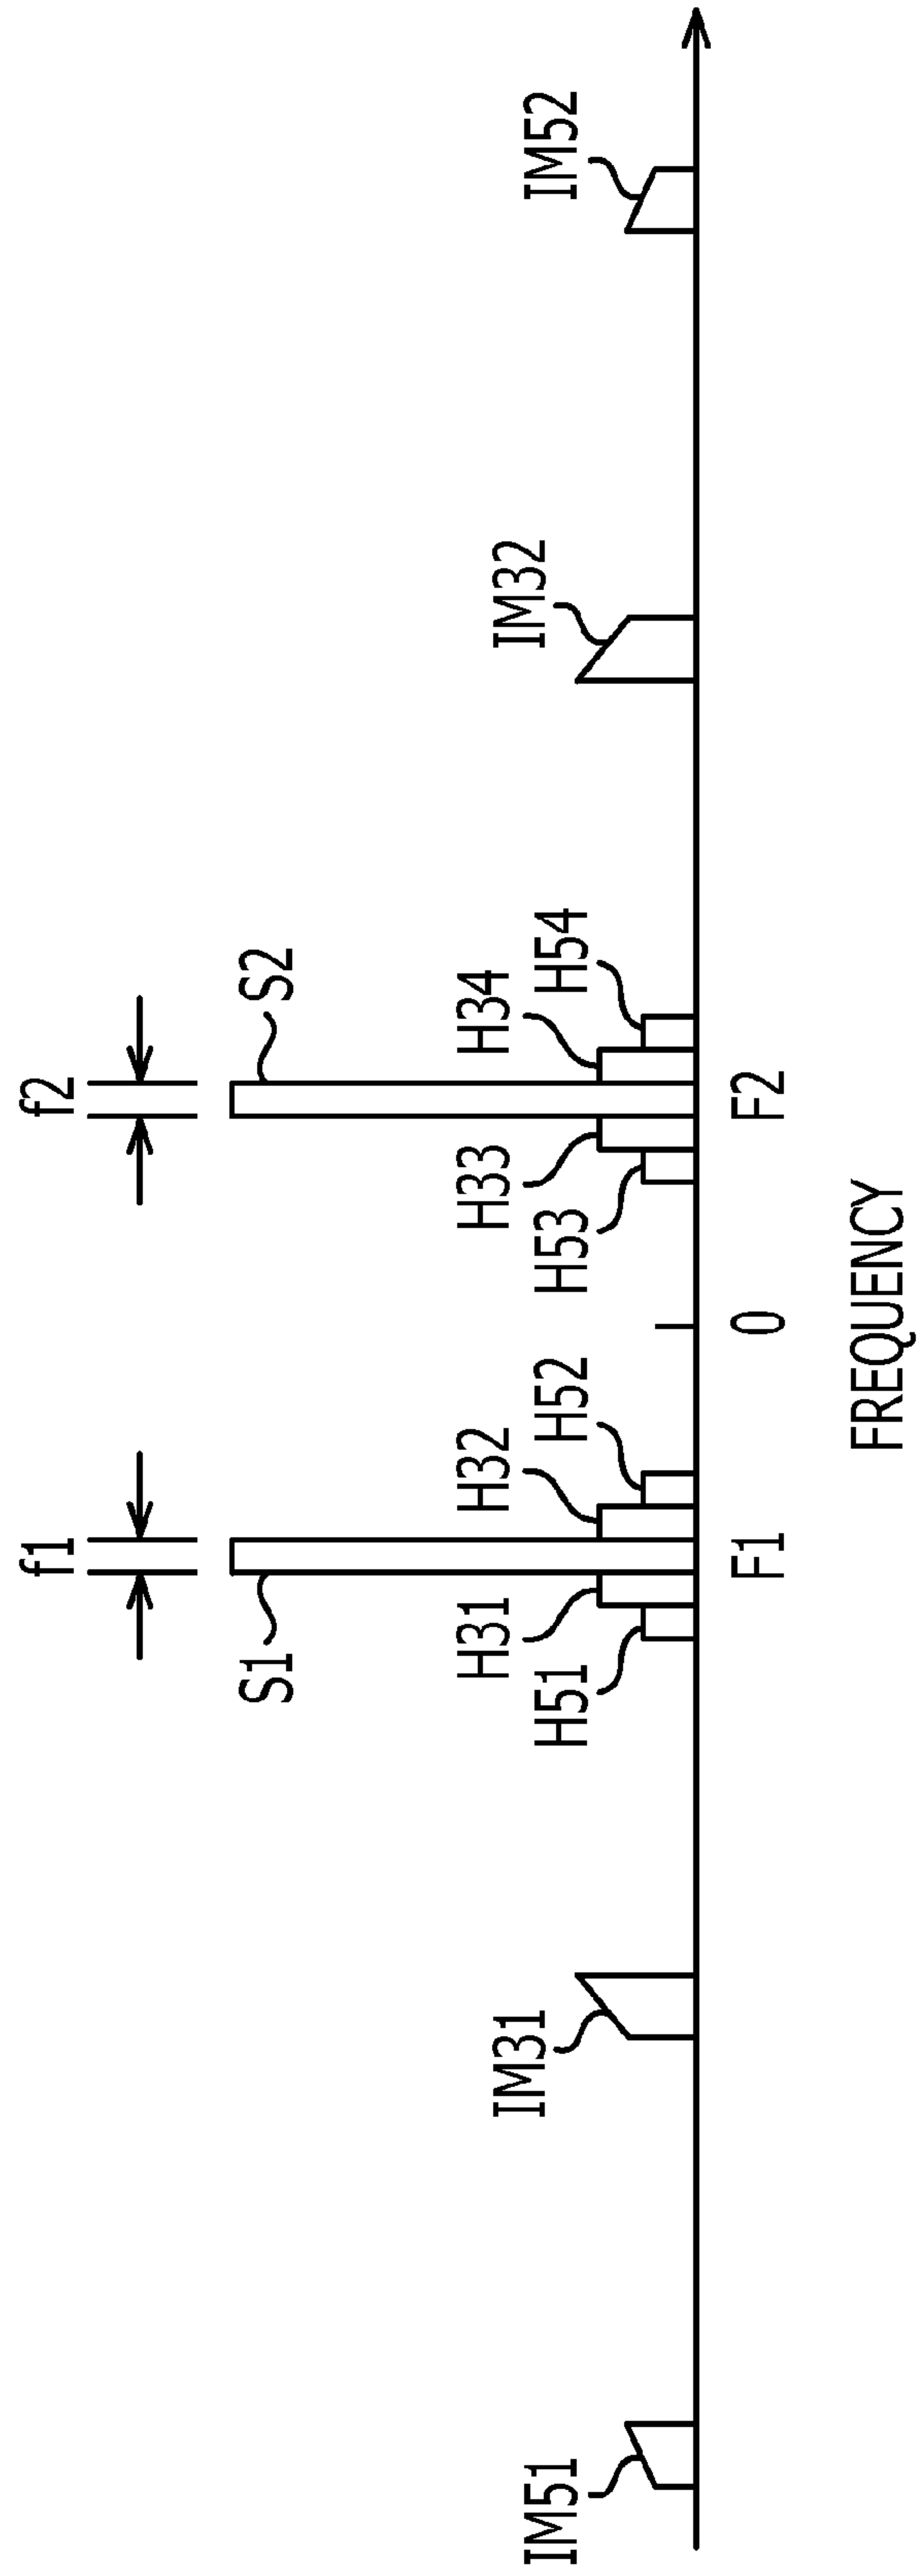 f1
f2
S1
S2
IM51
IM31
H51
H31
H32
H52
H53
H33
H34
H54
IM32
IM52
F1
0
F2
FREQUENCY